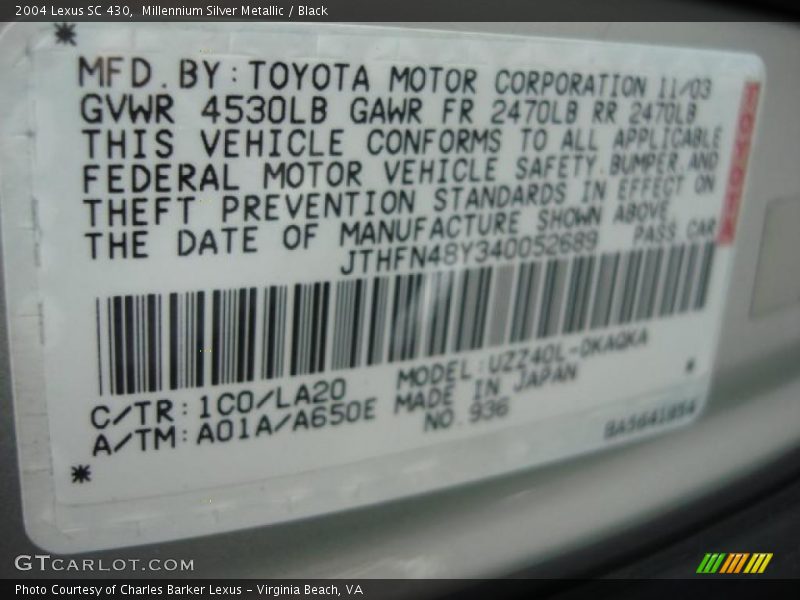 2004 Lexus SC 430, Millennium Silver Metallic / Black
MFD. BY: TOYOTA MOTOR CORPORATION 11/03
GVWR 4530LB GAWR FR 2470LB RR 2470LB
THIS VEHICLE CONFORMS TO ALL APPLICABLE
FEDERAL MOTOR VEHICLE SAFETY, BUMPER, AND
THEFT PREVENTION STANDARDS IN EFFECT ON
THE DATE OF MANUFACTURE SHOWN ABOVE.
JTHFN48Y340052689 PASS CAR
C/TR: 1C0/LA20 MODEL: UZZ40L-DKAQKA
A/TM: A01A/A650E MADE IN JAPAN
NO. 936
TOYOTA
GTCARLOT.COM
Photo Courtesy of Charles Barker Lexus - Virginia Beach, VA